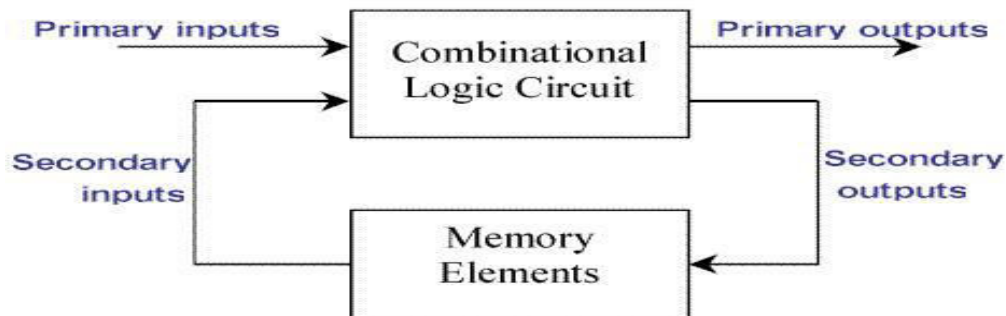 Primary inputs
Combinational
Logic Circuit
Primary outputs
Secondary
inputs
Secondary
outputs
Memory
Elements